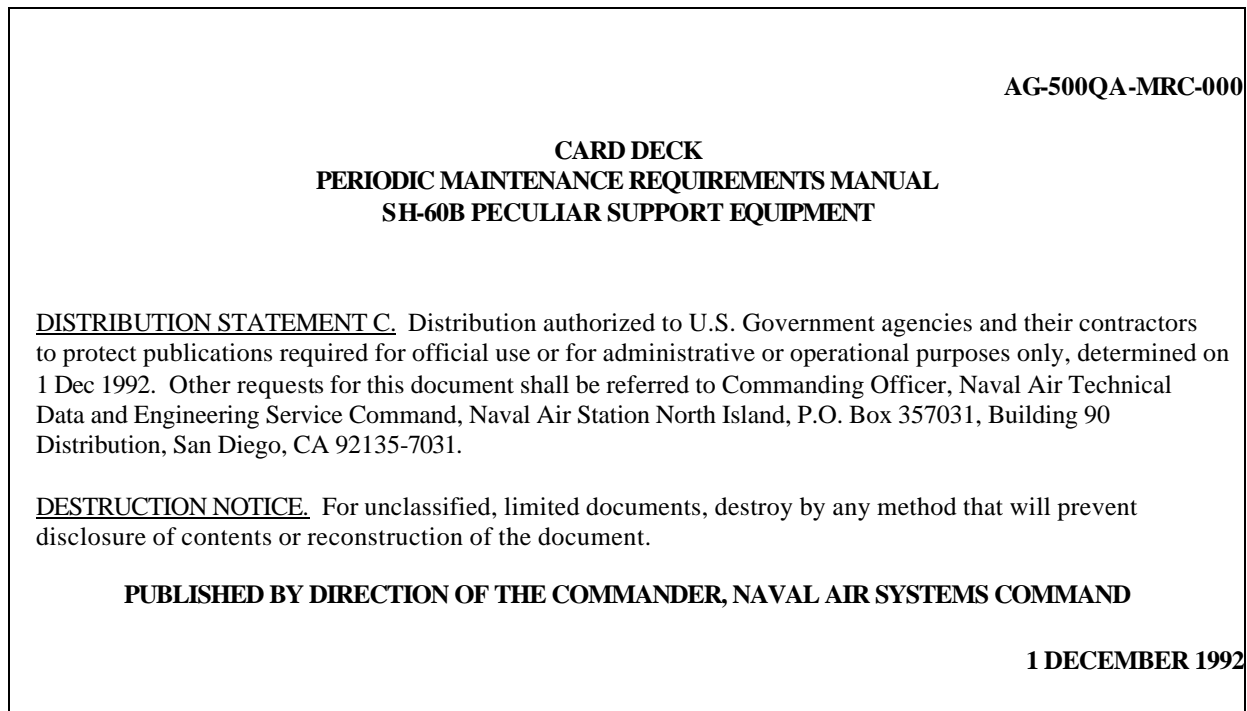 AG-500QA-MRC-000
CARD DECK
PERIODIC MAINTENANCE REQUIREMENTS MANUAL
SH-60B PECULIAR SUPPORT EQUIPMENT
DISTRIBUTION STATEMENT C. Distribution authorized to U.S. Government agencies and their contractors
to protect publications required for official use or for administrative or operational purposes only, determined on
1 Dec 1992. Other requests for this document shall be referred to Commanding Officer, Naval Air Technical
Data and Engineering Service Command, Naval Air Station North Island, P.O. Box 357031, Building 90
Distribution, San Diego, CA 92135-7031.
DESTRUCTION NOTICE. For unclassified, limited documents, destroy by any method that will prevent
disclosure of contents or reconstruction of the document.
PUBLISHED BY DIRECTION OF THE COMMANDER, NAVAL AIR SYSTEMS COMMAND
1 DECEMBER 1992